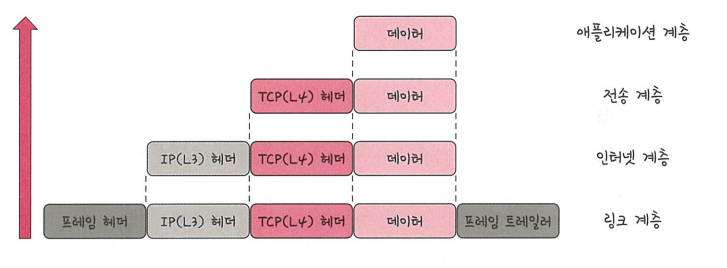 데이터 애플리케이션 계층
TCP(L4) 헤더 데이터 전송 계층
IP(L3) 헤더 TCP(L4) 헤더 데이터 인터넷 계층
프레임 헤더 IP(L3) 헤더 TCP(L4) 헤더 데이터 프레임 트레일러 링크 계층